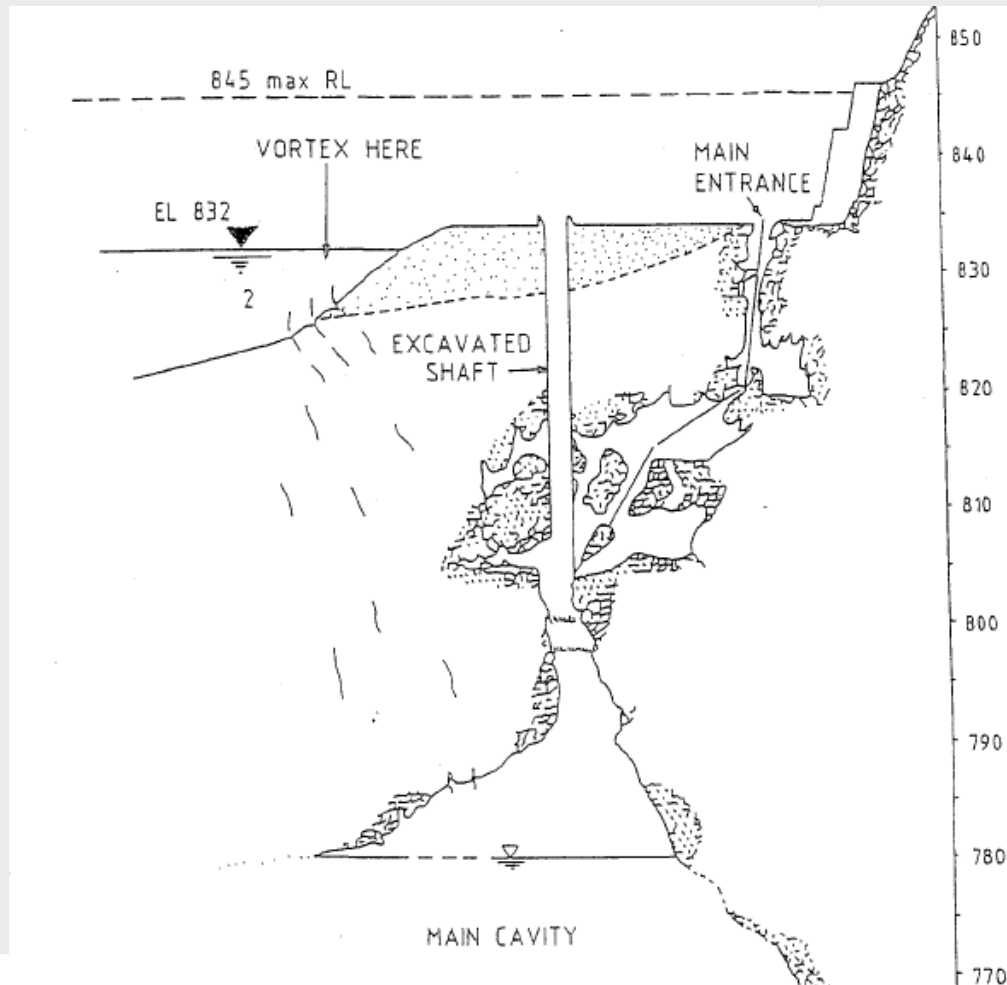 850
845 max RL
VORTEX HERE
840
MAIN
ENTRANCE
EL 832
830
2
EXCAVATED
SHAFT
820
810
800
790
780
MAIN CAVITY
770